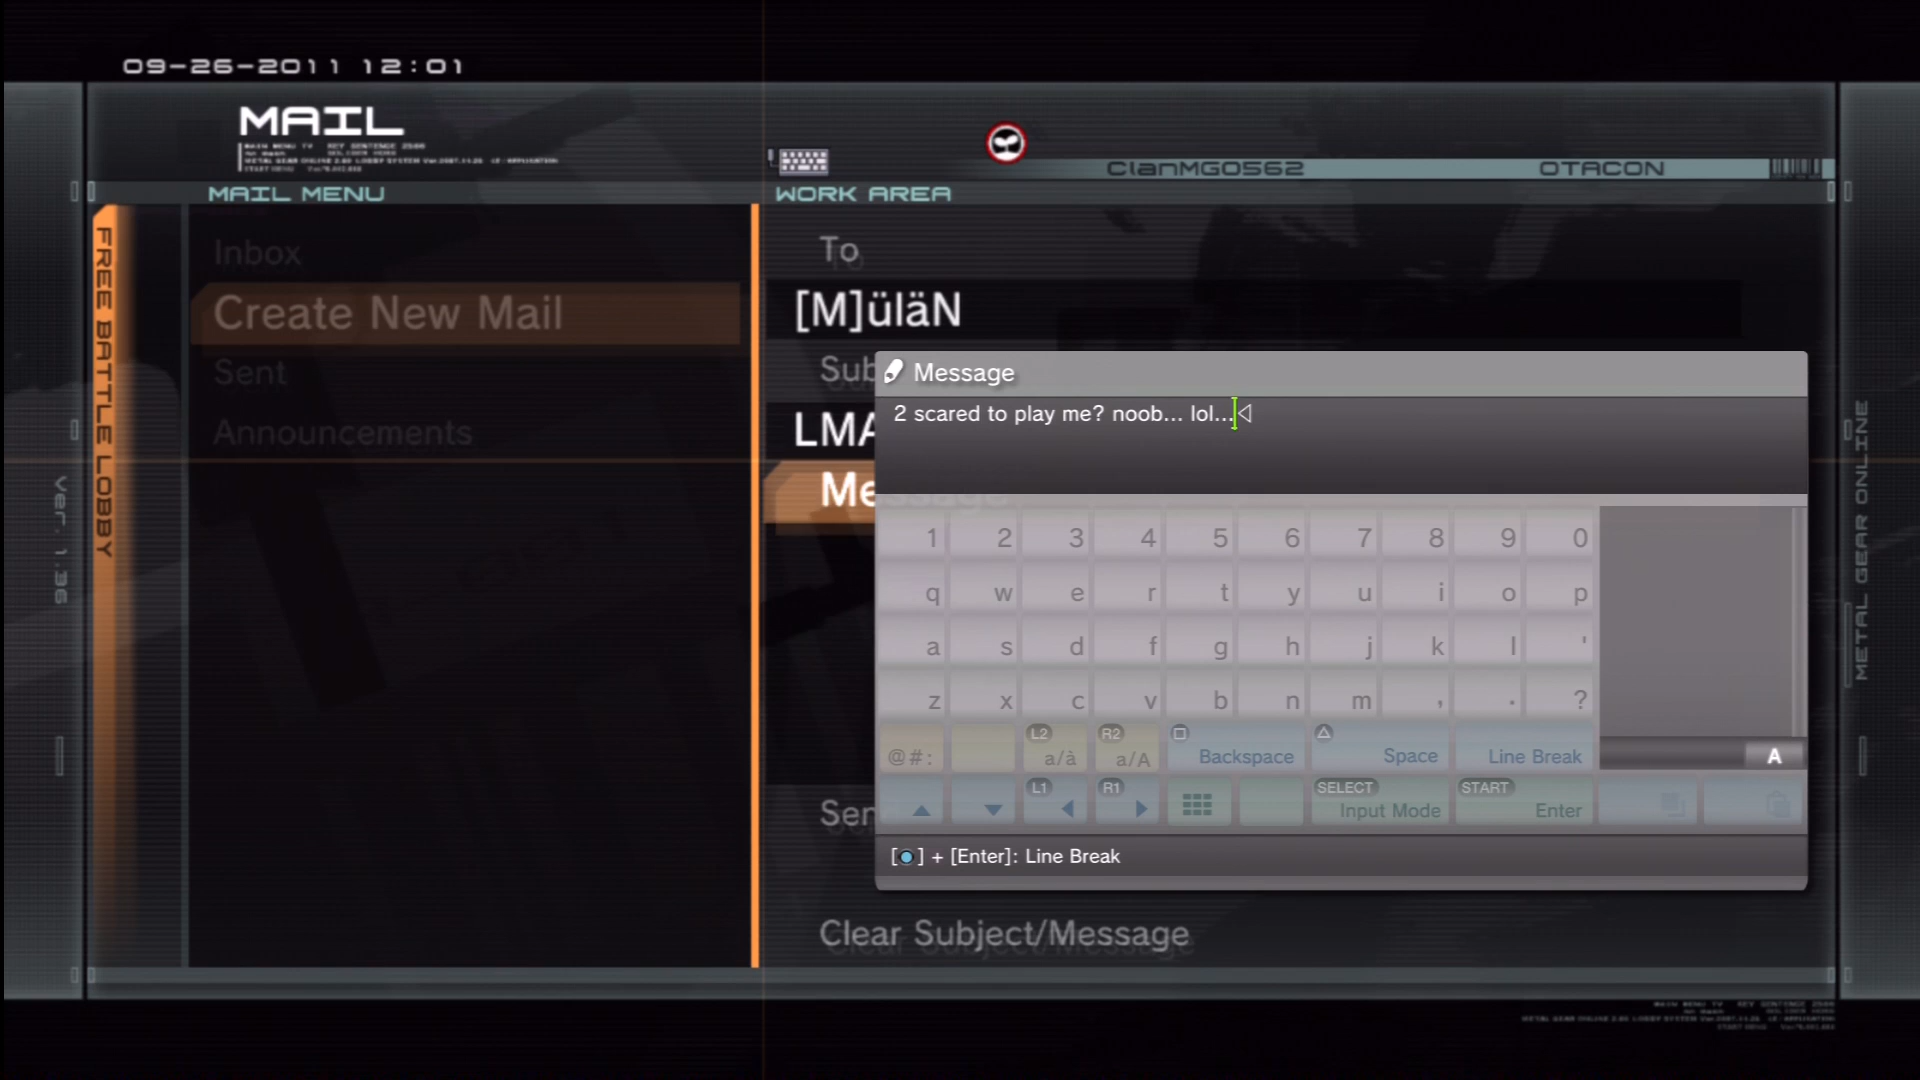 09-26-2011 12:01
MAIL
ClanMGO562
OTACON
MAIL MENU
WORK AREA
FREE BATTLE LOBBY
Ver. 1.36
Inbox
Create New Mail
Sent
Announcements
To
[M]üläN
Sub
LMA
Message
Message
2 scared to play me? noob... lol...
1 2 3 4 5 6 7 8 9 0
q w e r t y u i o p
a s d f g h j k l '
z x c v b n m , . ?
@#: L2 a/à R2 a/A Backspace Space Line Break
A
L1 R1 SELECT Input Mode START Enter
[ ] + [Enter]: Line Break
Sen
Clear Subject/Message
METAL GEAR ONLINE